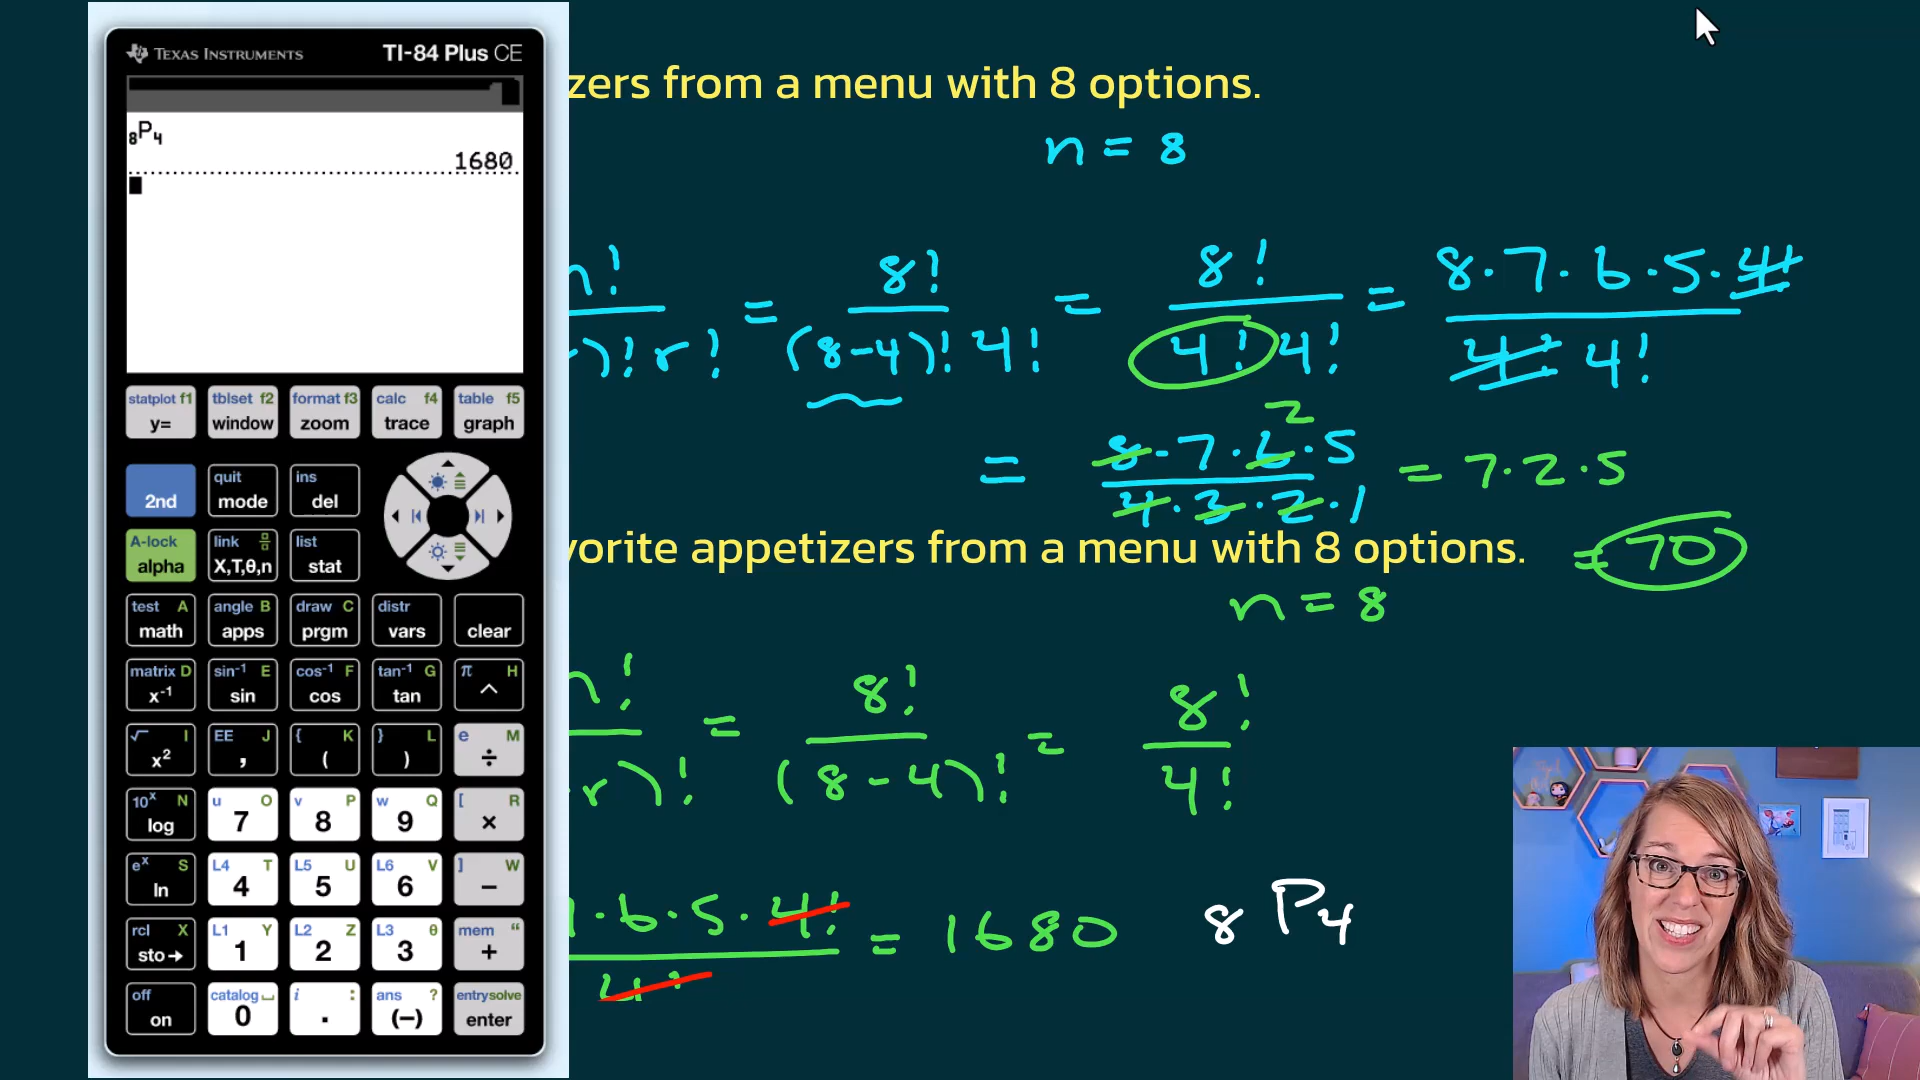 TEXAS INSTRUMENTS TI-84 Plus CE
8P4
1680
statplot f1 tblset f2 format f3 calc f4 table f5
y= window zoom trace graph
quit ins
2nd mode del
A-lock link list
alpha X,T,θ,n stat
test A angle B draw C distr
math apps prgm vars clear
matrix D sin-1 E cos-1 F tan-1 G π H
x-1 sin cos tan ^
√ I EE J { K } L e M
x² , ( ) ÷
10ˣ N u O v P w Q [ R
log 7 8 9 ×
eˣ S L4 T L5 U L6 V ] W
ln 4 5 6 −
rcl X L1 Y L2 Z L3 θ mem "
sto→ 1 2 3 +
off catalog i : ans ? entry solve
on 0 . (−) enter
zers from a menu with 8 options.
n = 8
n! / r)! r! = 8! / (8-4)! 4! = 8! / 4! 4! = 8·7·6·5·4! / 4! 4!
2
= 8·7·6·5 / 4·3·2·1 = 7·2·5
vorite appetizers from a menu with 8 options. = 70
n = 8
n! / r)! = 8! / (8-4)! = 8! / 4!
·6·5·4! / 4! = 1680 8P4